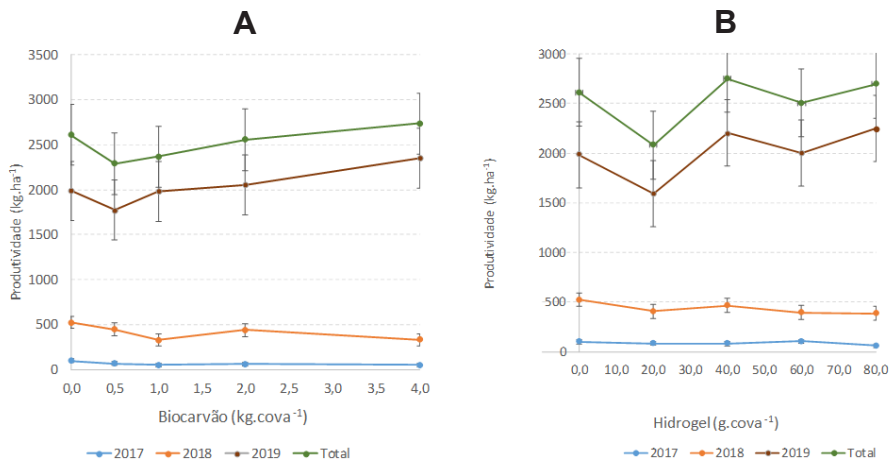 A
3500
3000
2500
2000
1500
1000
500
0
Produtividade (kg.ha⁻¹)
0,0 0,5 1,0 1,5 2,0 2,5 3,0 3,5 4,0
Biocarvão (kg.cova⁻¹)
2017 2018 2019 Total
B
3000
2500
2000
1500
1000
500
0
Produtividade (kg.ha⁻¹)
0,0 10,0 20,0 30,0 40,0 50,0 60,0 70,0 80,0
Hidrogel (g.cova⁻¹)
2017 2018 2019 Total